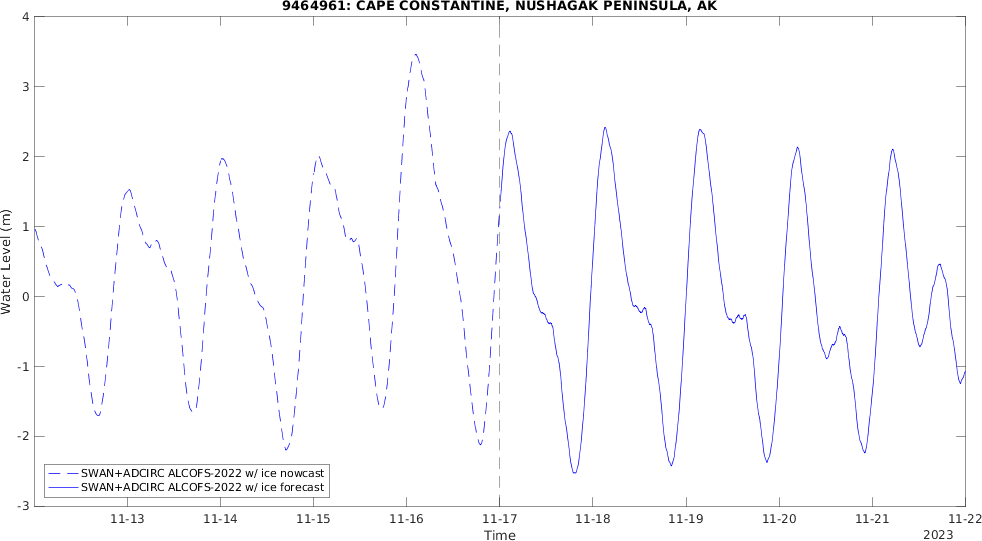 9464961: CAPE CONSTANTINE, NUSHAGAK PENINSULA, AK
4
3
2
1
0
-1
-2
-3
Water Level (m)
SWAN+ADCIRC ALCOFS-2022 w/ ice nowcast
SWAN+ADCIRC ALCOFS-2022 w/ ice forecast
11-13 11-14 11-15 11-16 11-17 11-18 11-19 11-20 11-21 11-22
Time
2023